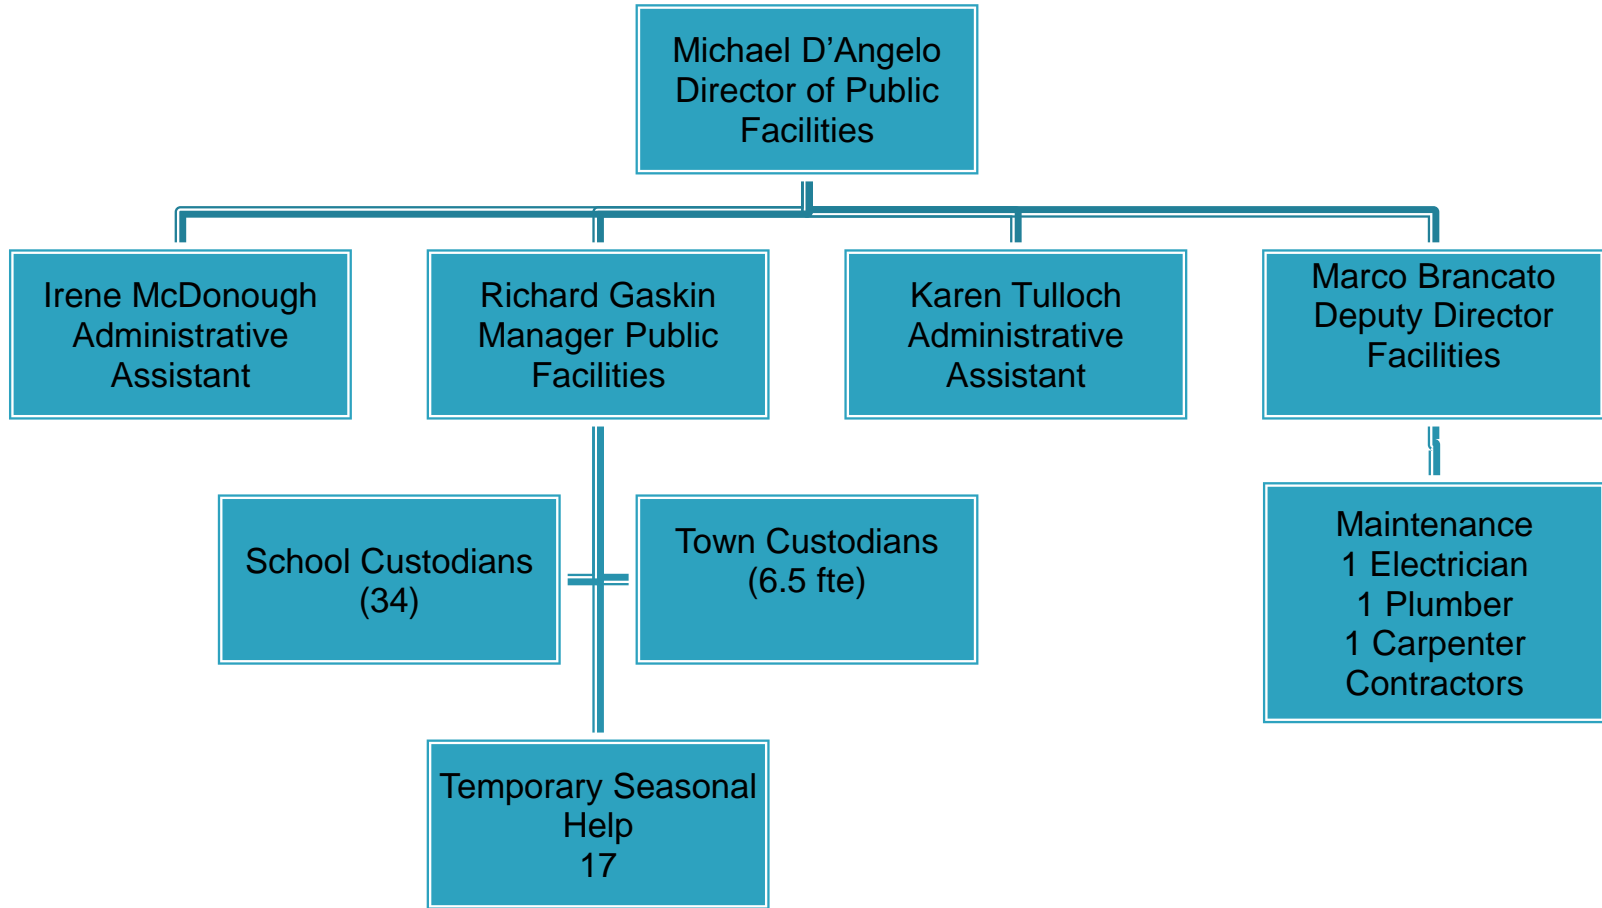 Michael D’Angelo
Director of Public
Facilities
Irene McDonough
Administrative
Assistant
Richard Gaskin
Manager Public
Facilities
Karen Tulloch
Administrative
Assistant
Marco Brancato
Deputy Director
Facilities
School Custodians
(34)
Town Custodians
(6.5 fte)
Maintenance
1 Electrician
1 Plumber
1 Carpenter
Contractors
Temporary Seasonal
Help
17